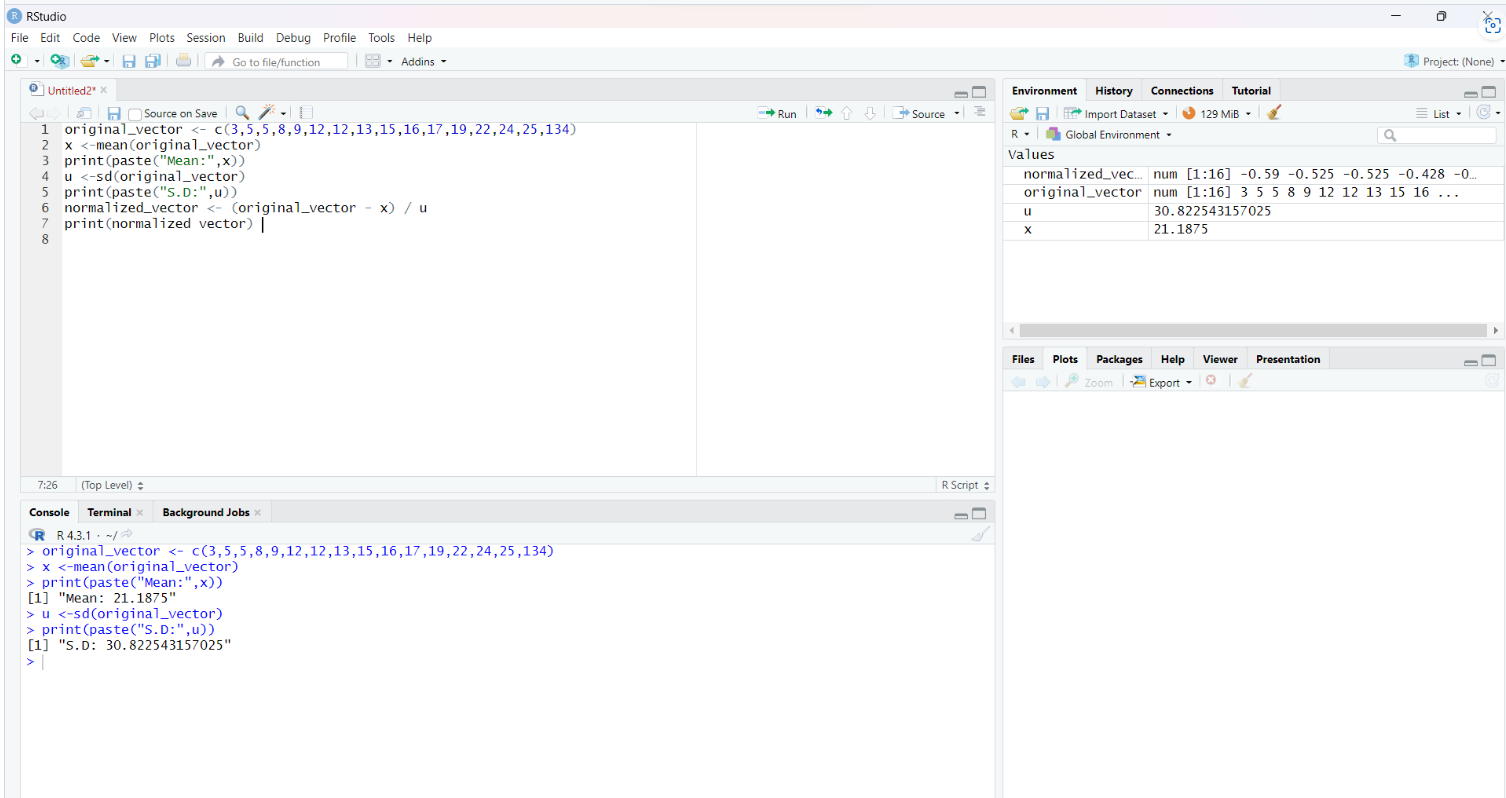 RStudio
File Edit Code View Plots Session Build Debug Profile Tools Help
Go to file/function Addins Project: (None)
Untitled2*
Source on Save Run Source
1 original_vector <- c(3,5,5,8,9,12,12,13,15,16,17,19,22,24,25,134)
2 x <-mean(original_vector)
3 print(paste("Mean:",x))
4 u <-sd(original_vector)
5 print(paste("S.D:",u))
6 normalized_vector <- (original_vector - x) / u
7 print(normalized vector)
8
7:26 (Top Level) R Script
Console Terminal Background Jobs
R 4.3.1 · ~/
> original_vector <- c(3,5,5,8,9,12,12,13,15,16,17,19,22,24,25,134)
> x <-mean(original_vector)
> print(paste("Mean:",x))
[1] "Mean: 21.1875"
> u <-sd(original_vector)
> print(paste("S.D:",u))
[1] "S.D: 30.822543157025"
>
Environment History Connections Tutorial
Import Dataset 129 MiB List
R Global Environment
Values
normalized_vec… num [1:16] -0.59 -0.525 -0.525 -0.428 -0…
original_vector num [1:16] 3 5 5 8 9 12 12 13 15 16 ...
u 30.822543157025
x 21.1875
Files Plots Packages Help Viewer Presentation
Zoom Export